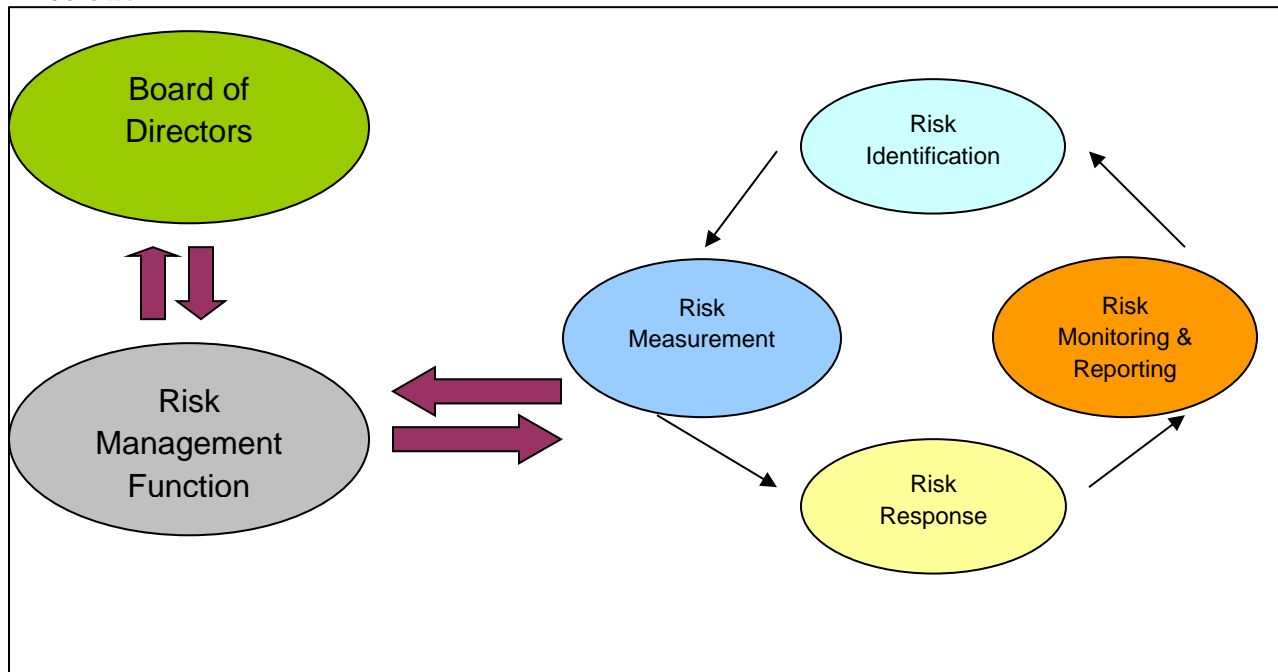 Board of
Directors
Risk
Management
Function
Risk
Identification
Risk
Measurement
Risk
Monitoring &
Reporting
Risk
Response